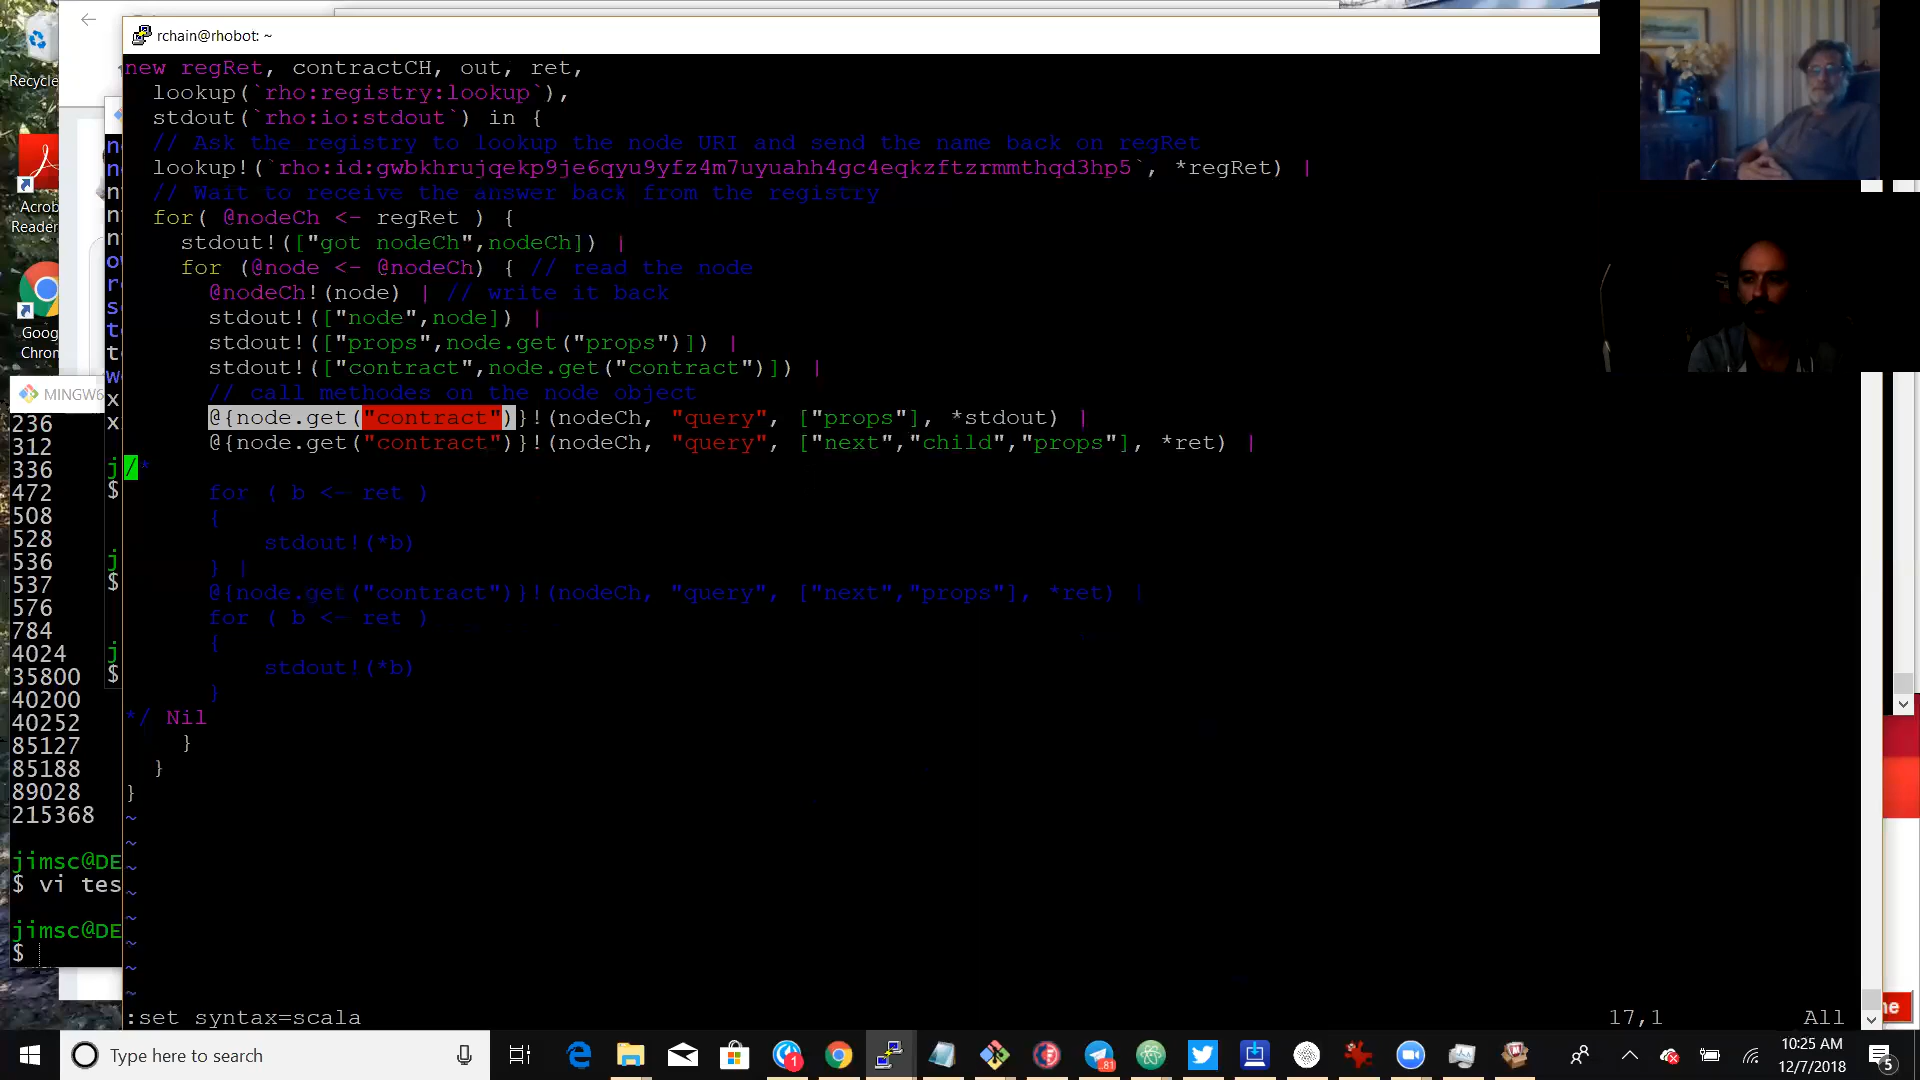 rchain@rhobot: ~
Recycle
new regRet, contractCH, out, ret,
lookup(`rho:registry:lookup`),
stdout(`rho:io:stdout`) in {
// Ask the registry to lookup the node URI and send the name back on regRet
lookup!(`rho:id:gwbkhrujqekp9je6qyu9yfz4m7uyuahh4gc4eqkzftzrmmthqd3hp5`, *regRet) |
// Wait to receive the answer back from the registry
for( @nodeCh <- regRet ) {
stdout!(["got nodeCh",nodeCh]) |
for (@node <- @nodeCh) { // read the node
@nodeCh!(node) | // write it back
stdout!(["node",node]) |
stdout!(["props",node.get("props")]) |
stdout!(["contract",node.get("contract")]) |
// call methodes on the node object
@{node.get("contract")}!(nodeCh, "query", ["props"], *stdout) |
@{node.get("contract")}!(nodeCh, "query", ["next","child","props"], *ret) |
/*
for ( b <- ret )
{
stdout!(*b)
} |
@{node.get("contract")}!(nodeCh, "query", ["next","props"], *ret) |
for ( b <- ret )
{
stdout!(*b)
}
*/ Nil
}
}
}
~
~
~
~
~
~
~
~
:set syntax=scala
17,1
All
Acrob
Reader
Goog
Chrom
MINGW6
236
312
336
472
508
528
536
537
576
784
4024
35800
40200
40252
85127
85188
89028
215368
jimsc@DE
$ vi tes
jimsc@DE
$
Type here to search
1
81
10:25 AM
12/7/2018
5